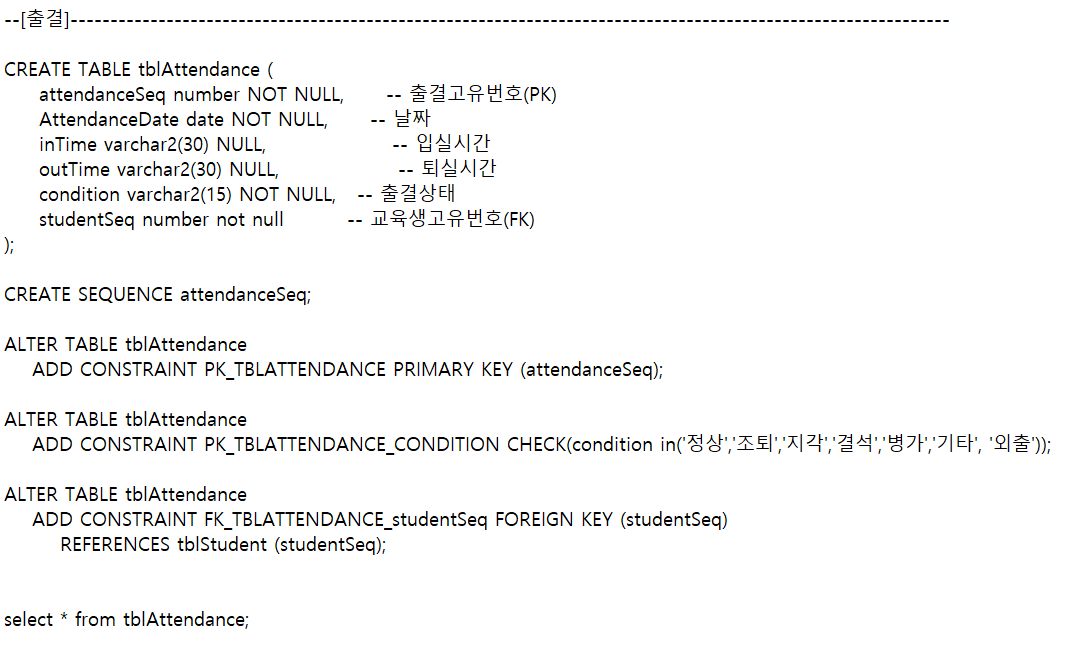 --[출결]----------------------------------------------------------------------------------------------------------------
CREATE TABLE tblAttendance (
attendanceSeq number NOT NULL, -- 출결고유번호(PK)
AttendanceDate date NOT NULL, -- 날짜
inTime varchar2(30) NULL, -- 입실시간
outTime varchar2(30) NULL, -- 퇴실시간
condition varchar2(15) NOT NULL, -- 출결상태
studentSeq number not null -- 교육생고유번호(FK)
);
CREATE SEQUENCE attendanceSeq;
ALTER TABLE tblAttendance
ADD CONSTRAINT PK_TBLATTENDANCE PRIMARY KEY (attendanceSeq);
ALTER TABLE tblAttendance
ADD CONSTRAINT PK_TBLATTENDANCE_CONDITION CHECK(condition in('정상','조퇴','지각','결석','병가','기타', '외출'));
ALTER TABLE tblAttendance
ADD CONSTRAINT FK_TBLATTENDANCE_studentSeq FOREIGN KEY (studentSeq)
REFERENCES tblStudent (studentSeq);
select * from tblAttendance;